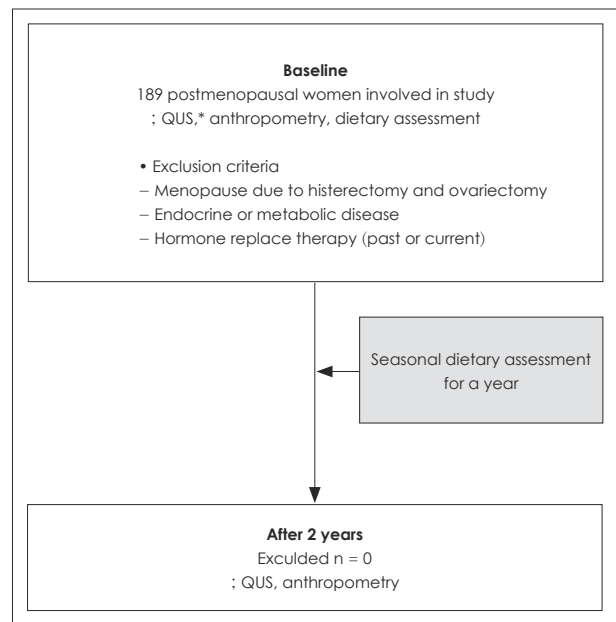 Baseline
189 postmenopausal women involved in study
; QUS,* anthropometry, dietary assessment
• Exclusion criteria
– Menopause due to histerectomy and ovariectomy
– Endocrine or metabolic disease
– Hormone replace therapy (past or current)
Seasonal dietary assessment
for a year
After 2 years
Exculded n = 0
; QUS, anthropometry